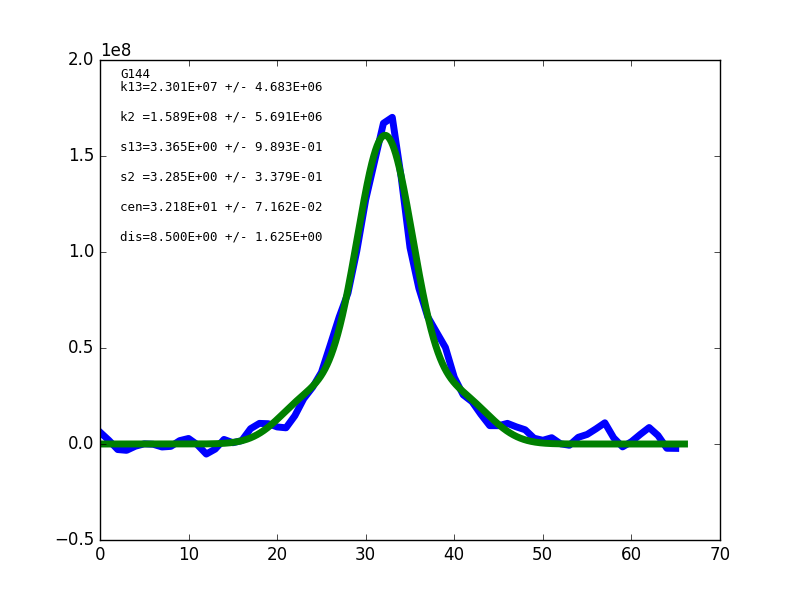 1e8
2.0
G144
k13=2.301E+07 +/- 4.683E+06
k2 =1.589E+08 +/- 5.691E+06
1.5
s13=3.365E+00 +/- 9.893E-01
s2 =3.285E+00 +/- 3.379E-01
cen=3.218E+01 +/- 7.162E-02
dis=8.500E+00 +/- 1.625E+00
1.0
0.5
0.0
−0.5
0 10 20 30 40 50 60 70